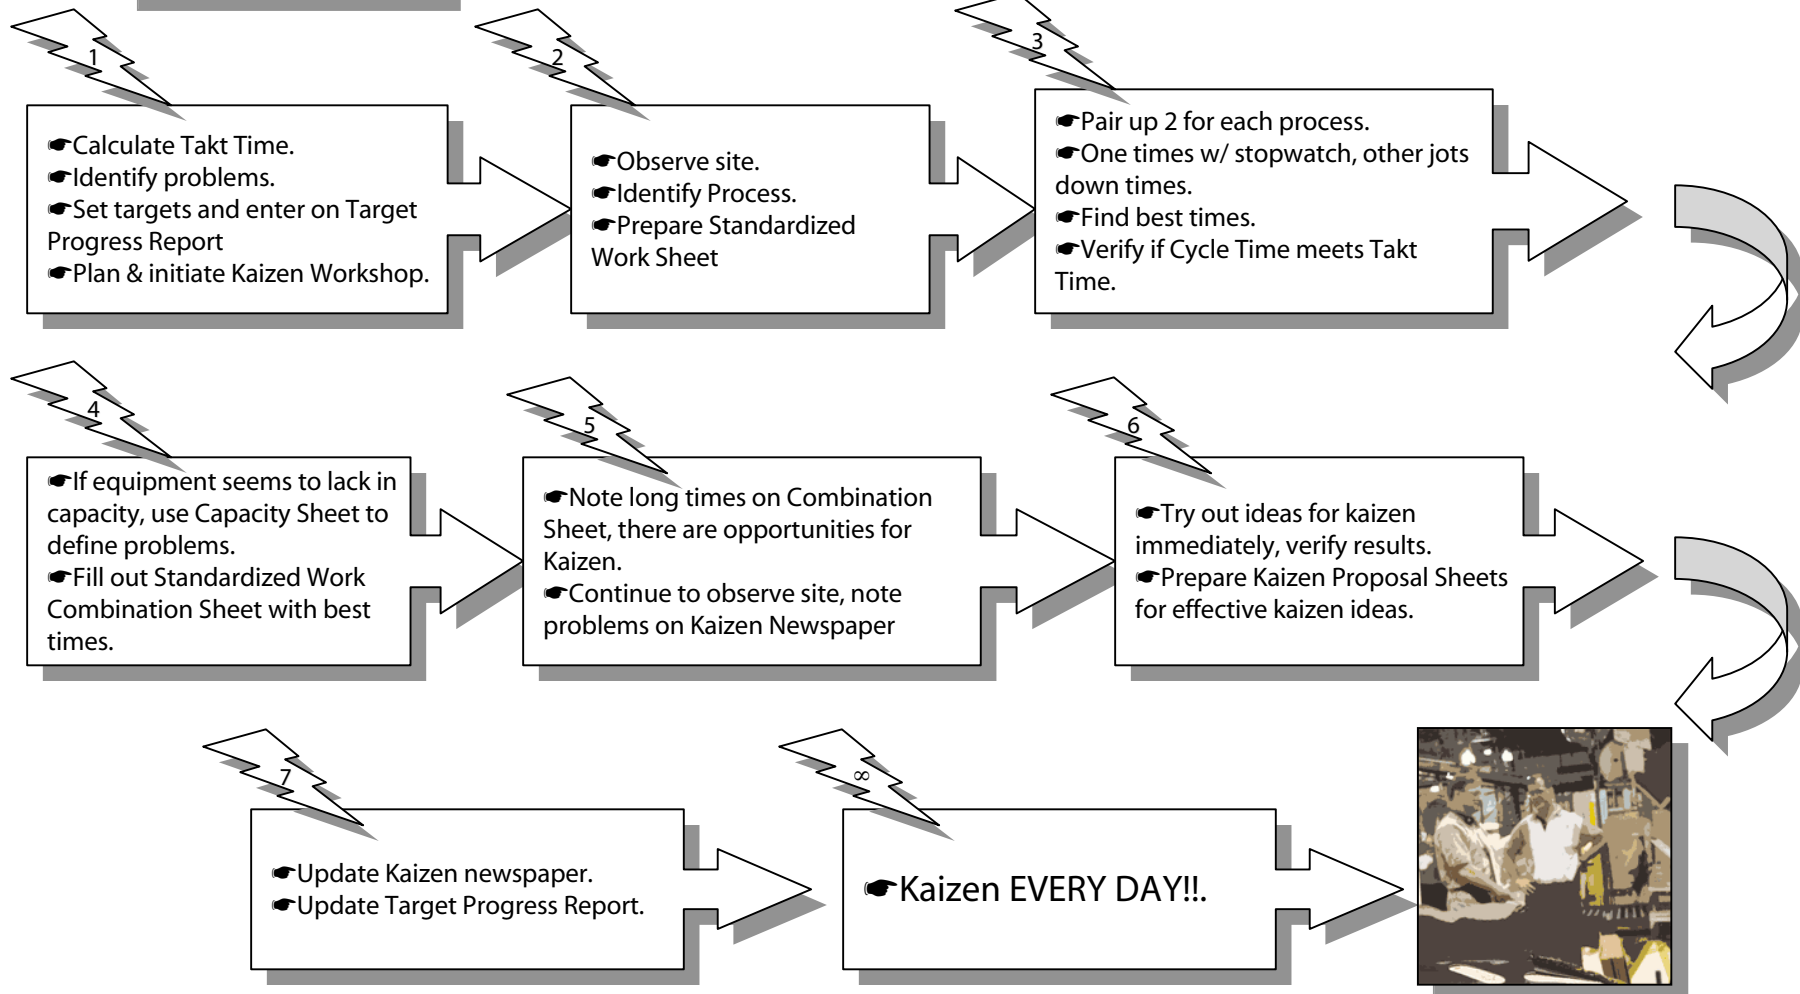 1
☛Calculate Takt Time.
☛Identify problems.
☛Set targets and enter on Target
Progress Report
☛Plan & initiate Kaizen Workshop.
2
☛Observe site.
☛Identify Process.
☛Prepare Standardized
Work Sheet
3
☛Pair up 2 for each process.
☛One times w/ stopwatch, other jots
down times.
☛Find best times.
☛Verify if Cycle Time meets Takt
Time.
4
☛If equipment seems to lack in
capacity, use Capacity Sheet to
define problems.
☛Fill out Standardized Work
Combination Sheet with best
times.
5
☛Note long times on Combination
Sheet, there are opportunities for
Kaizen.
☛Continue to observe site, note
problems on Kaizen Newspaper
6
☛Try out ideas for kaizen
immediately, verify results.
☛Prepare Kaizen Proposal Sheets
for effective kaizen ideas.
7
☛Update Kaizen newspaper.
☛Update Target Progress Report.
∞
☛Kaizen EVERY DAY!!.